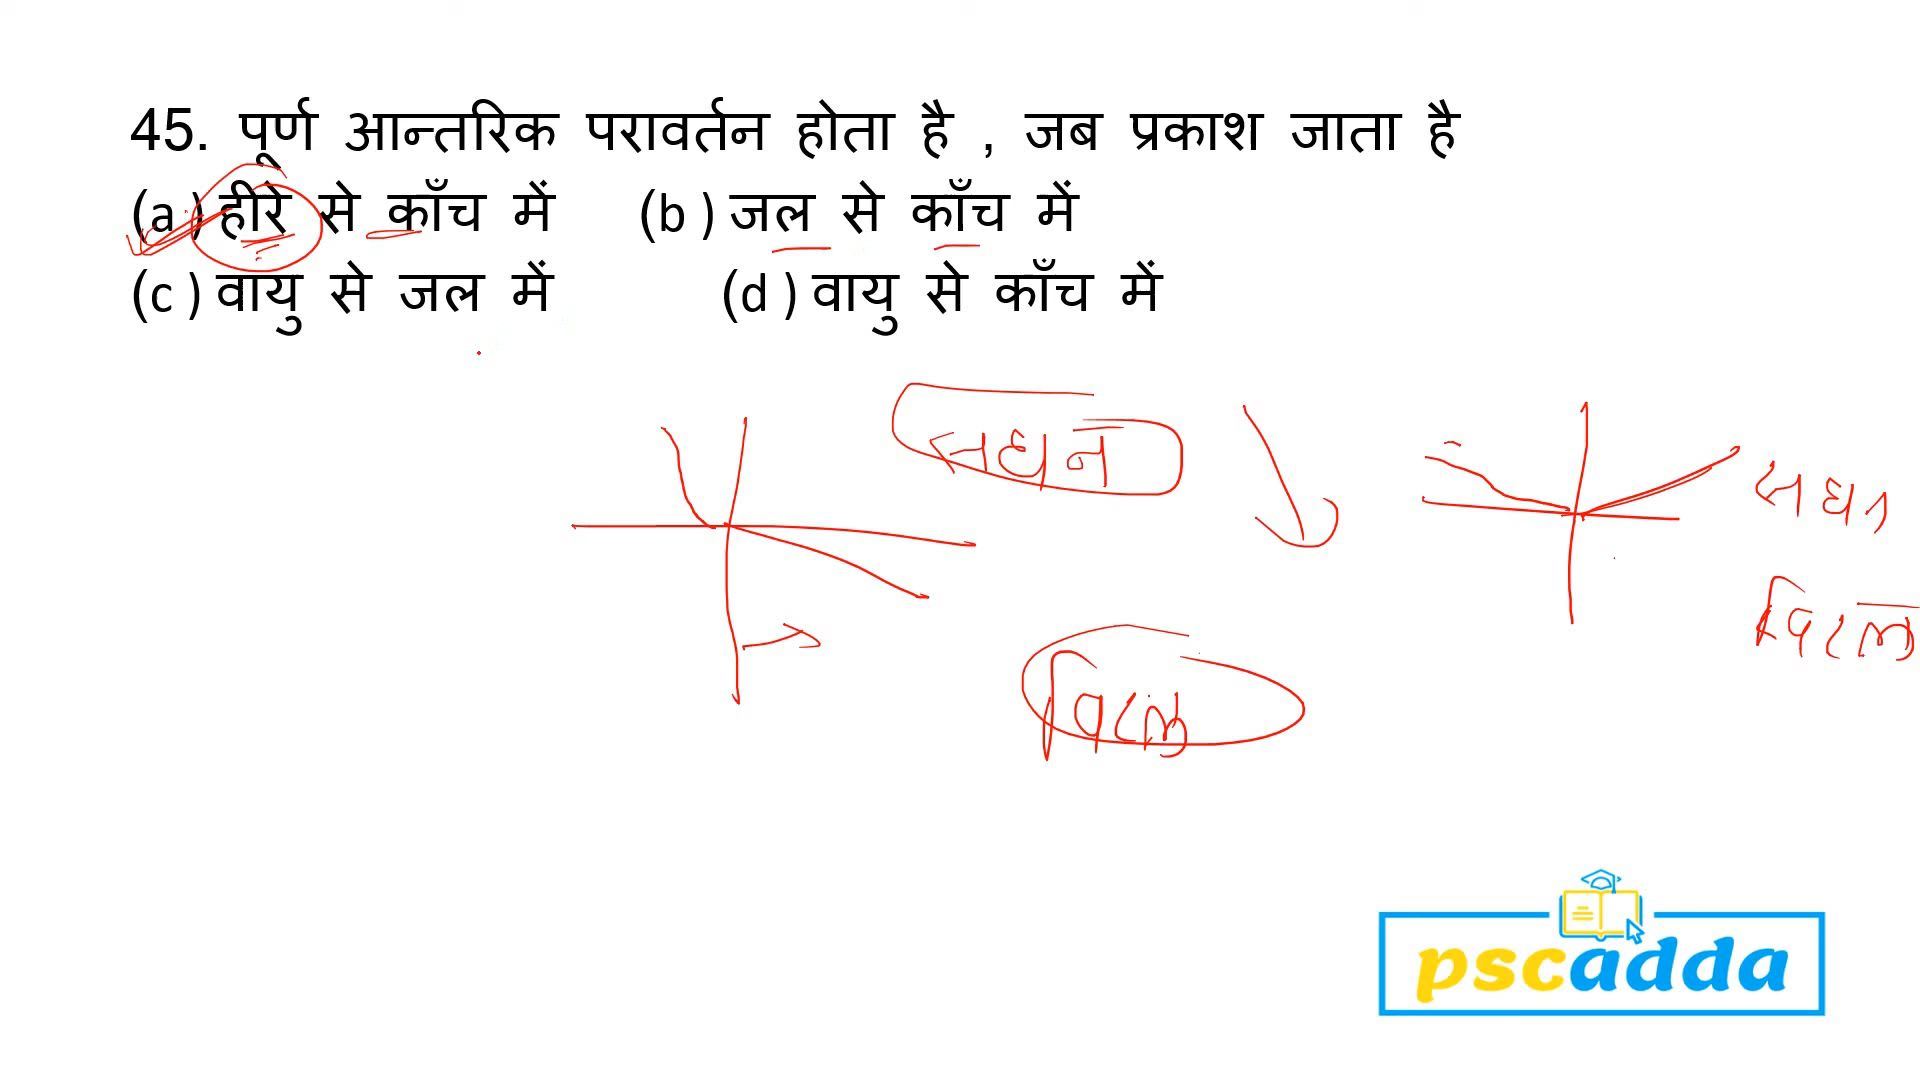 45. पूर्ण आन्तरिक परावर्तन होता है , जब प्रकाश जाता है
(a ) हीरे से काँच में (b ) जल से काँच में
(c ) वायु से जल में (d ) वायु से काँच में
सघन
सघन
विरल
विरल
pscadda